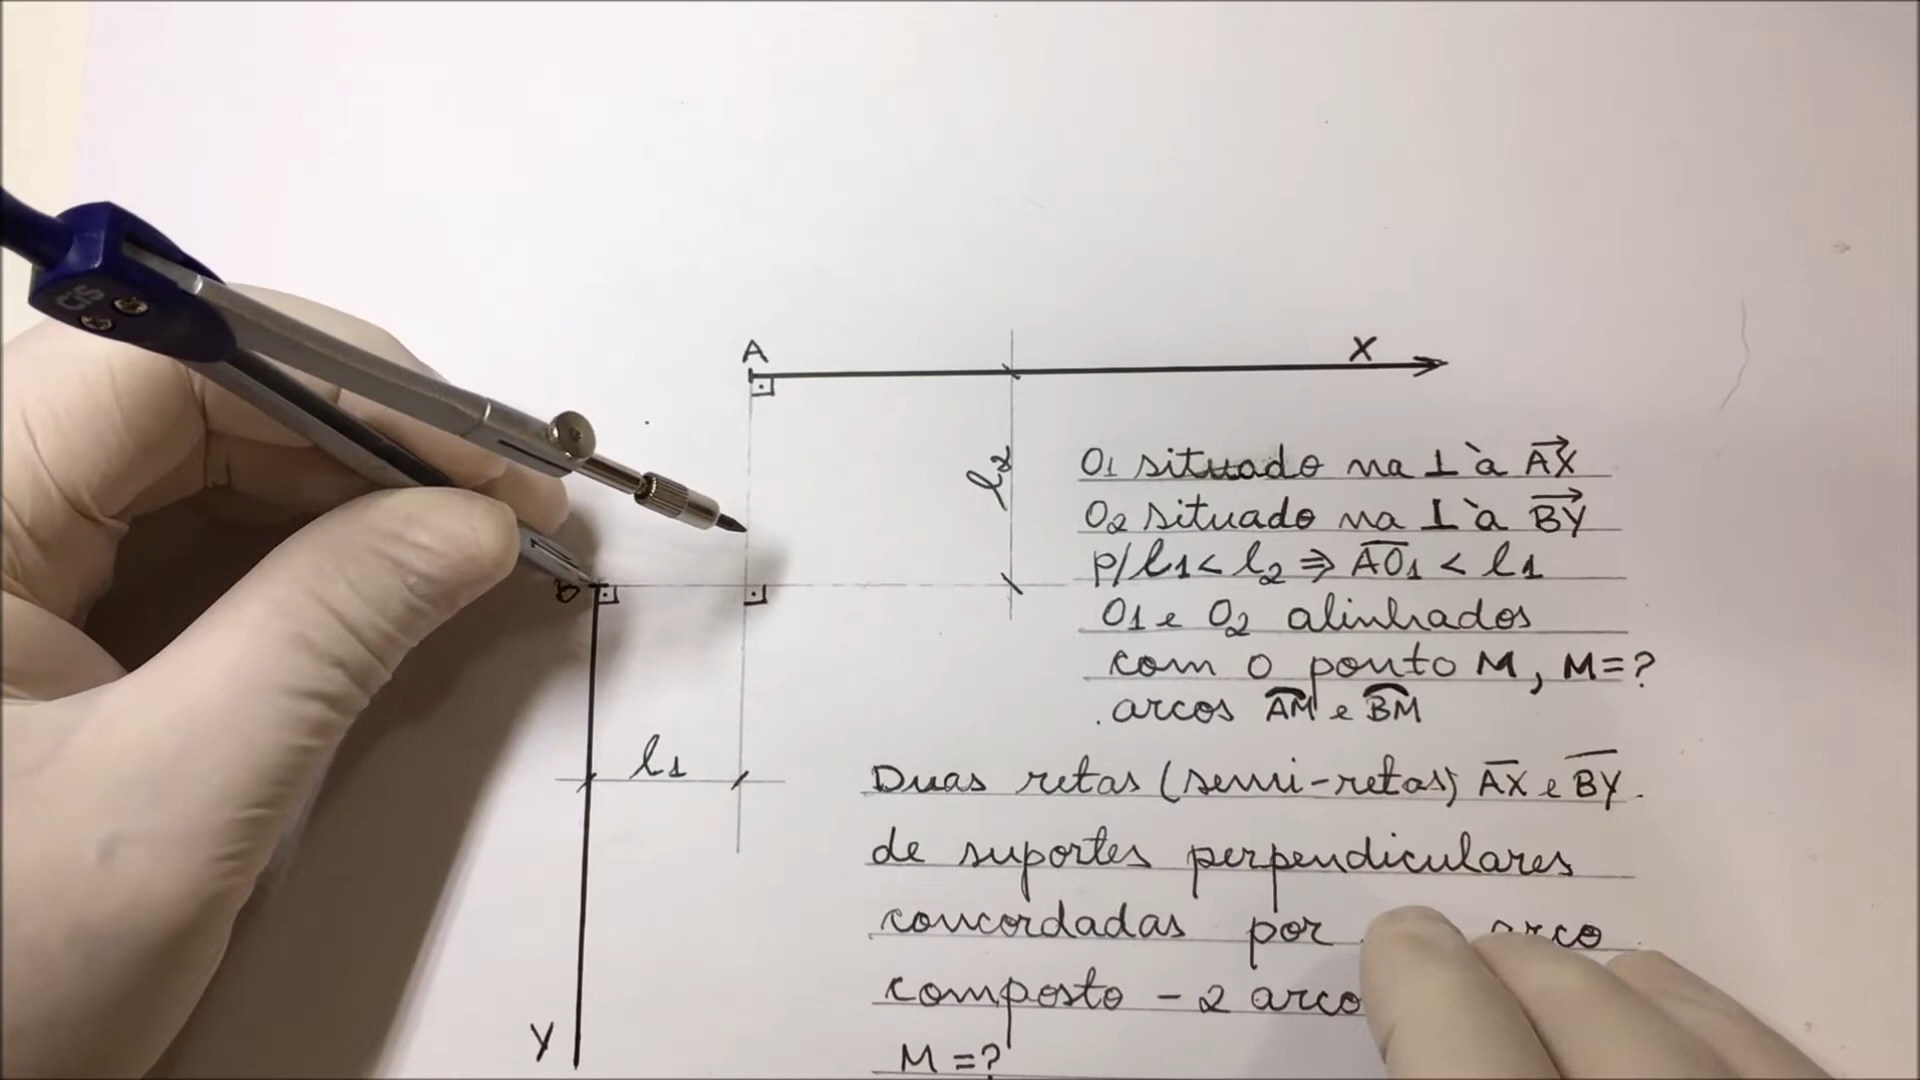 CiS
A
X
l2
O1 situado na ⊥ à AX
O2 situado na ⊥ à BY
p/ l1 < l2 ⇒ AO1 < l1
O1 e O2 alinhados
com o ponto M, M=?
. arcos AM e BM
B
l1
Duas retas (semi-retas) AX e BY.
de suportes perpendiculares
concordadas por arco
composto - 2 arco
Y
M =?